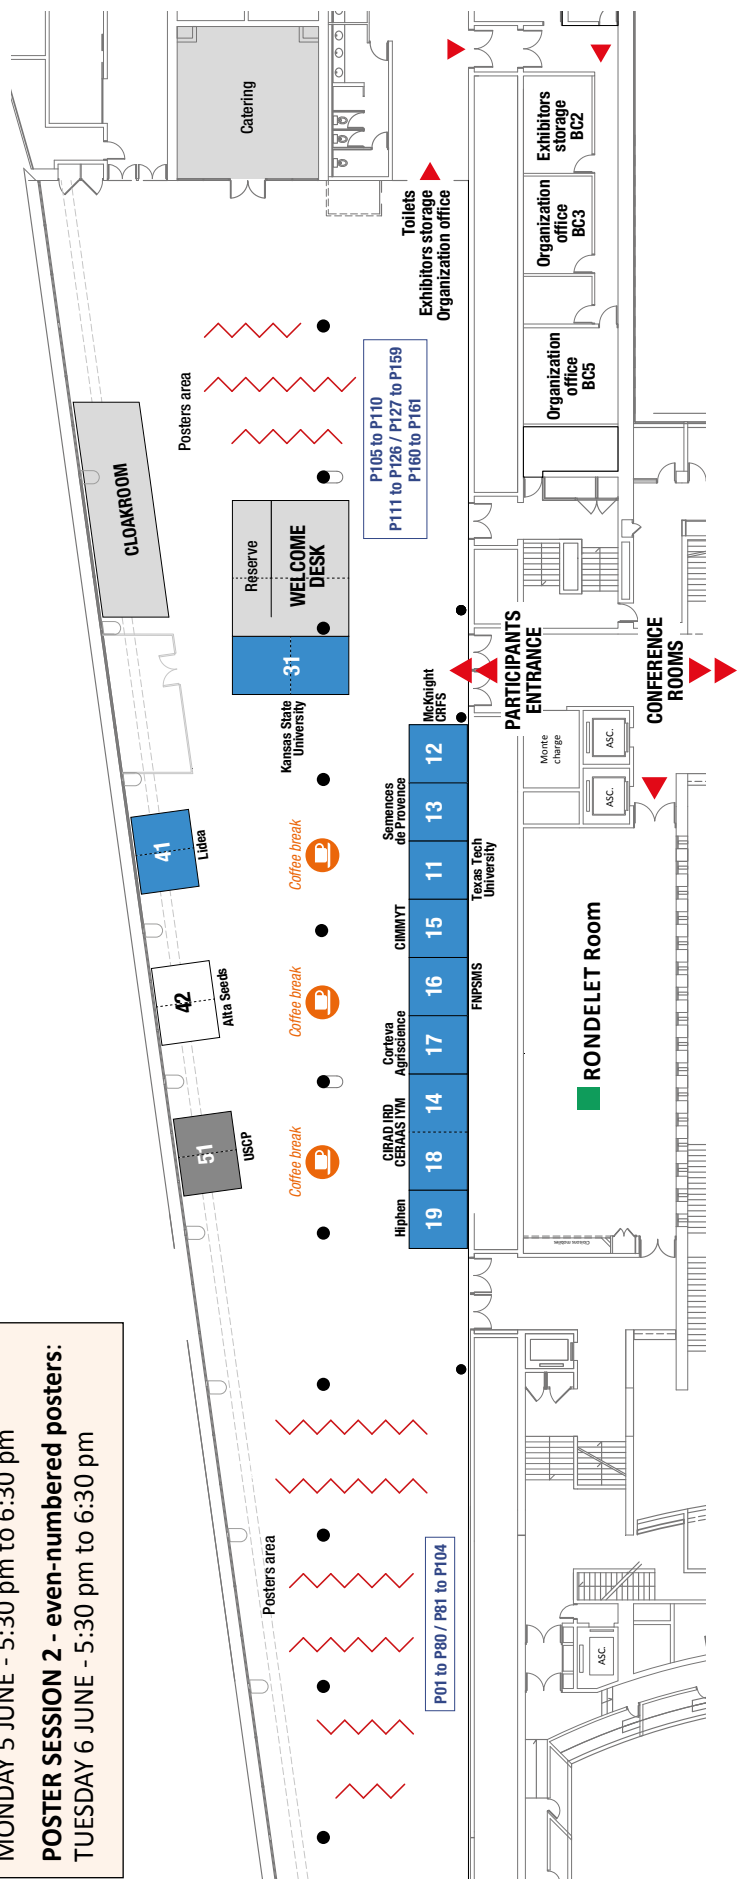 MONDAY 5 JUNE - 5:30 pm to 6:30 pm
POSTER SESSION 2 - even-numbered posters:
TUESDAY 6 JUNE - 5:30 pm to 6:30 pm
Posters area
P01 to P80 / P81 to P104
ASC.
51
USCP
42
Alta Seeds
41
Lidea
Coffee break
Coffee break
Coffee break
Hiphen
19
18
14
CIRAD IRD
CERAAS IYM
17
Corteva
Agriscience
16
FNPSMS
15
CIMMYT
11
Texas Tech
University
13
Semences
de Provence
12
McKnight
CRFS
RONDELET Room
Cloisons mobiles
Kansas State
University
31
Reserve
WELCOME
DESK
CLOAKROOM
PARTICIPANTS
ENTRANCE
CONFERENCE
ROOMS
Monte
charge
ASC.
ASC.
Posters area
P105 to P110
P111 to P126 / P127 to P159
P160 to P161
Toilets
Exhibitors storage
Organization office
Catering
Organization
office
BC5
Organization
office
BC3
Exhibitors
storage
BC2